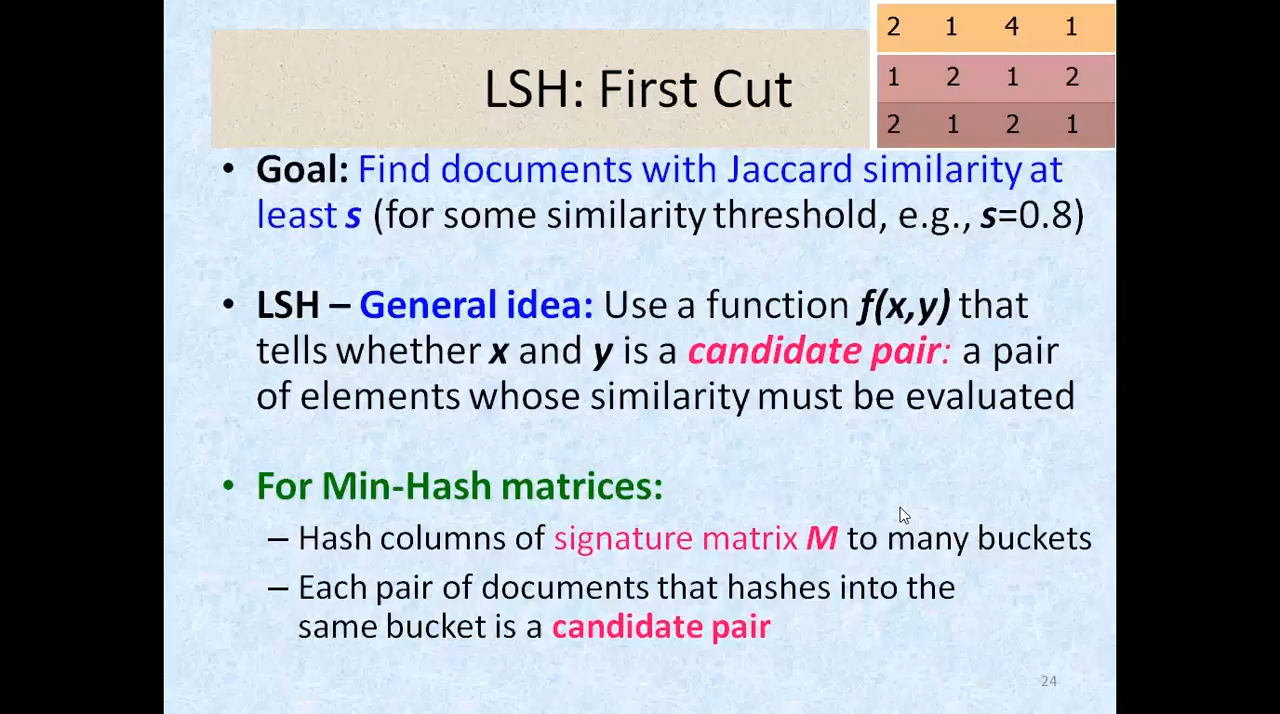 2 1 4 1
1 2 1 2
2 1 2 1
LSH: First Cut
• Goal: Find documents with Jaccard similarity at
least s (for some similarity threshold, e.g., s=0.8)
• LSH – General idea: Use a function f(x,y) that
tells whether x and y is a candidate pair: a pair
of elements whose similarity must be evaluated
• For Min-Hash matrices:
– Hash columns of signature matrix M to many buckets
– Each pair of documents that hashes into the
same bucket is a candidate pair
24